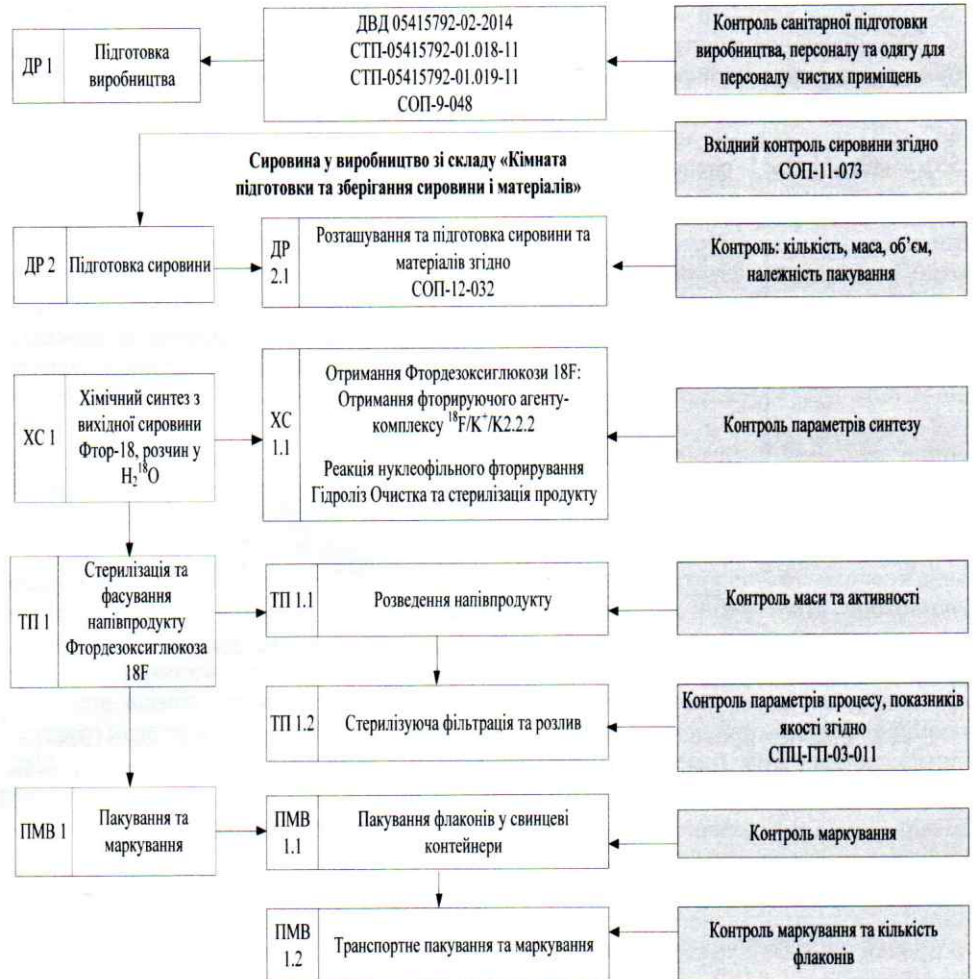 ДР 1
Підготовка
виробництва
ДВД 05415792-02-2014
СТП-05415792-01.018-11
СТП-05415792-01.019-11
СОП-9-048
Контроль санітарної підготовки
виробництва, персоналу та одягу для
персоналу чистих приміщень
Сировина у виробництво зі складу «Кімната
підготовки та зберігання сировини і матеріалів»
Вхідний контроль сировини згідно
СОП-11-073
ДР 2
Підготовка сировини
ДР
2.1
Розташування та підготовка сировини та
матеріалів згідно
СОП-12-032
Контроль: кількість, маса, об’єм,
належність пакування
ХС 1
Хімічний синтез з
вихідної сировини
Фтор-18, розчин у
H₂¹⁸O
ХС
1.1
Отримання Фтордезоксиглюкози 18F:
Отримання фторируючого агенту-
комплексу ¹⁸F/K⁺/K2.2.2
Реакція нуклеофільного фторирування
Гідроліз Очистка та стерилізація продукту
Контроль параметрів синтезу
ТП 1
Стерилізація та
фасування
напівпродукту
Фтордезоксиглюкоза
18F
ТП 1.1
Розведення напівпродукту
Контроль маси та активності
ТП 1.2
Стерилізуюча фільтрація та розлив
Контроль параметрів процесу, показників
якості згідно
СПЦ-ГП-03-011
ПМВ 1
Пакування та
маркування
ПМВ
1.1
Пакування флаконів у свинцеві
контейнери
Контроль маркування
ПМВ
1.2
Транспортне пакування та маркування
Контроль маркування та кількість
флаконів